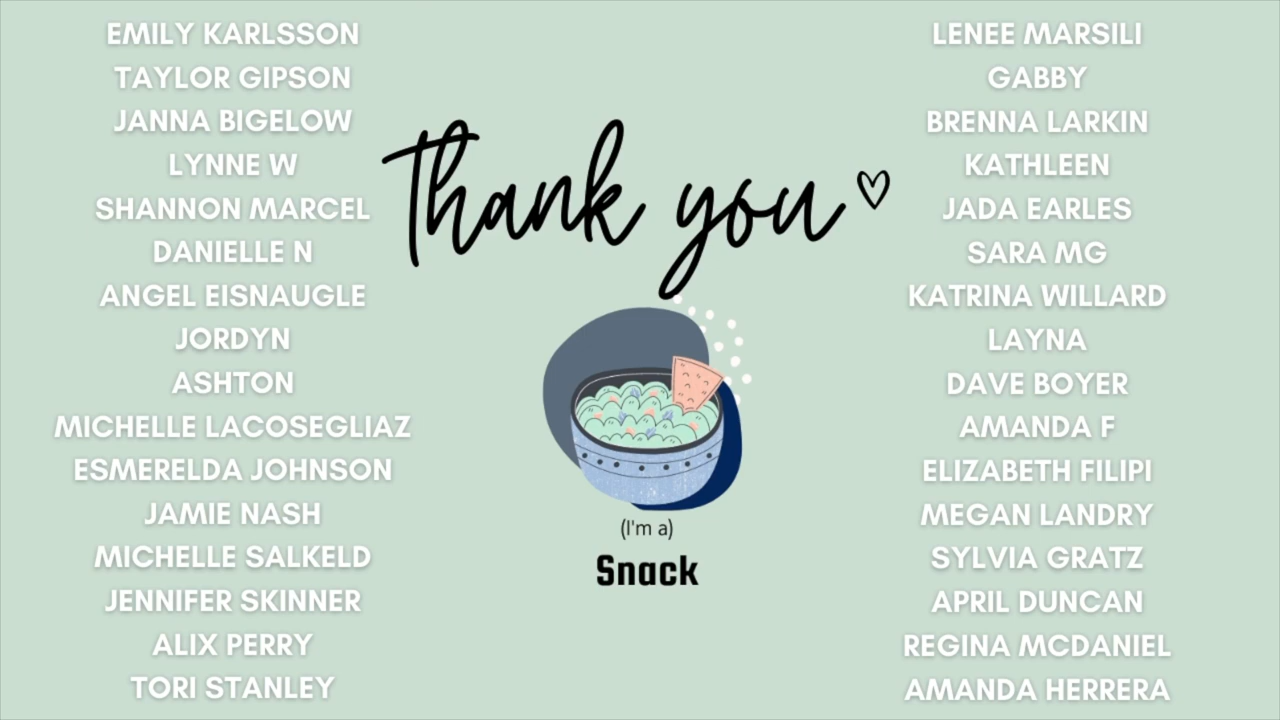 EMILY KARLSSON
TAYLOR GIPSON
JANNA BIGELOW
LYNNE W
SHANNON MARCEL
DANIELLE N
ANGEL EISNAUGLE
JORDYN
ASHTON
MICHELLE LACOSEGLIAZ
ESMERELDA JOHNSON
JAMIE NASH
MICHELLE SALKELD
JENNIFER SKINNER
ALIX PERRY
TORI STANLEY
Thank you
(I'm a)
Snack
LENEE MARSILI
GABBY
BRENNA LARKIN
KATHLEEN
JADA EARLES
SARA MG
KATRINA WILLARD
LAYNA
DAVE BOYER
AMANDA F
ELIZABETH FILIPI
MEGAN LANDRY
SYLVIA GRATZ
APRIL DUNCAN
REGINA MCDANIEL
AMANDA HERRERA